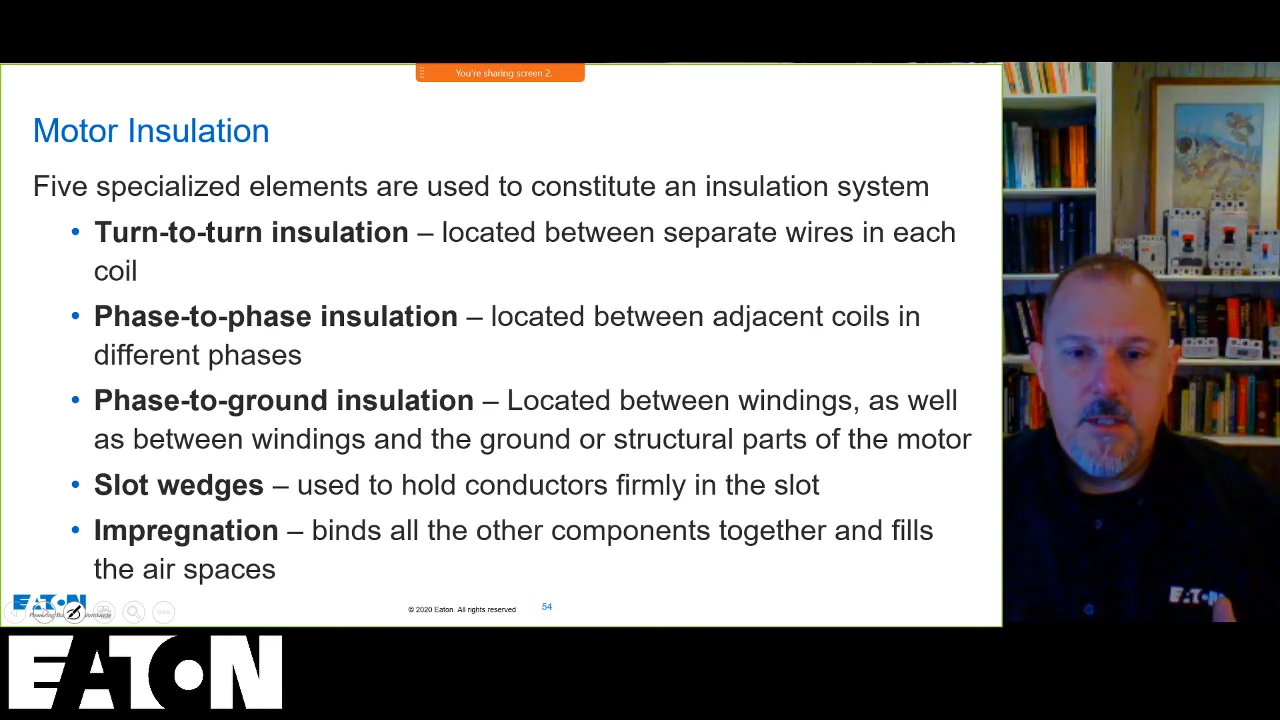 You're sharing screen 2.
Motor Insulation
Five specialized elements are used to constitute an insulation system
• Turn-to-turn insulation – located between separate wires in each
coil
• Phase-to-phase insulation – located between adjacent coils in
different phases
• Phase-to-ground insulation – Located between windings, as well
as between windings and the ground or structural parts of the motor
• Slot wedges – used to hold conductors firmly in the slot
• Impregnation – binds all the other components together and fills
the air spaces
EATON
© 2020 Eaton. All rights reserved
54
EATON
EATON